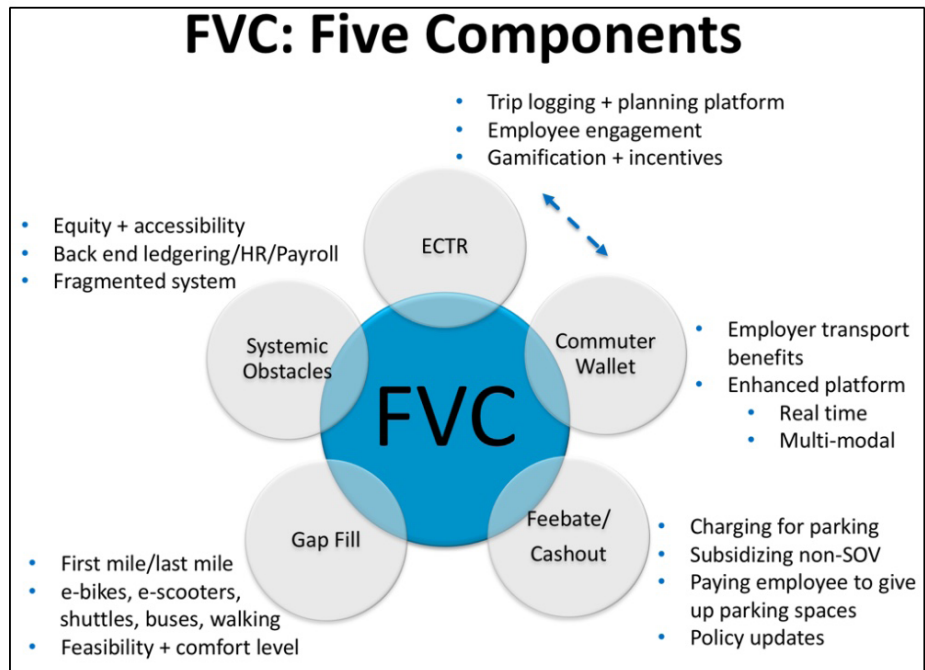 FVC: Five Components
• Trip logging + planning platform
• Employee engagement
• Gamification + incentives
ECTR
• Equity + accessibility
• Back end ledgering/HR/Payroll
• Fragmented system
Systemic
Obstacles
Commuter
Wallet
• Employer transport
benefits
• Enhanced platform
• Real time
• Multi-modal
FVC
Gap Fill
Feebate/
Cashout
• First mile/last mile
• e-bikes, e-scooters,
shuttles, buses, walking
• Feasibility + comfort level
• Charging for parking
• Subsidizing non-SOV
• Paying employee to give
up parking spaces
• Policy updates